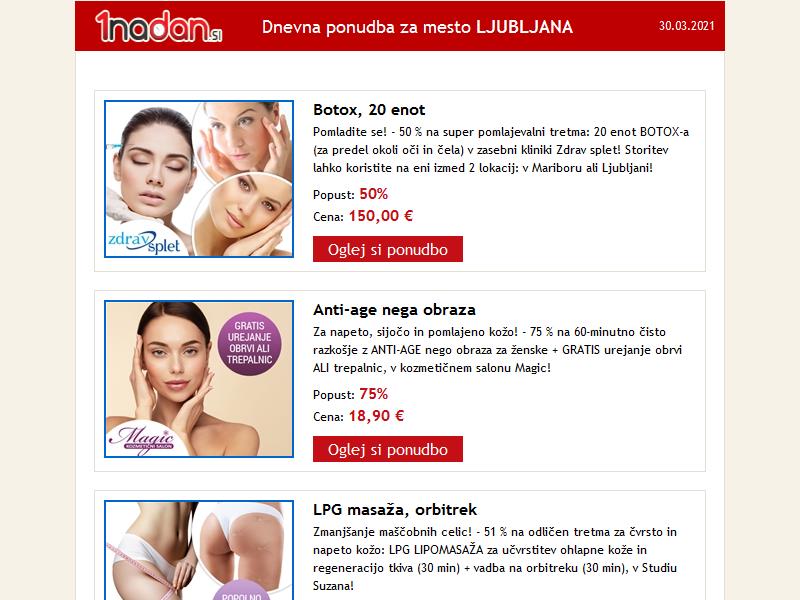 1nadan.si
Dnevna ponudba za mesto LJUBLJANA
30.03.2021
zdrav splet
Botox, 20 enot
Pomladite se! - 50 % na super pomlajevalni tretma: 20 enot BOTOX-a
(za predel okoli oči in čela) v zasebni kliniki Zdrav splet! Storitev
lahko koristite na eni izmed 2 lokacij: v Mariboru ali Ljubljani!
Popust: 50%
Cena: 150,00 €
Oglej si ponudbo
GRATIS
UREJANJE
OBRVI ALI
TREPALNIC
Magic
KOZMETIČNI SALON
Anti-age nega obraza
Za napeto, sijočo in pomlajeno kožo! - 75 % na 60-minutno čisto
razkošje z ANTI-AGE nego obraza za ženske + GRATIS urejanje obrvi
ALI trepalnic, v kozmetičnem salonu Magic!
Popust: 75%
Cena: 18,90 €
Oglej si ponudbo
POPOLNO
LPG masaža, orbitrek
Zmanjšanje maščobnih celic! - 51 % na odličen tretma za čvrsto in
napeto kožo: LPG LIPOMASAŽA za učvrstitev ohlapne kože in
regeneracijo tkiva (30 min) + vadba na orbitreku (30 min), v Studiu
Suzana!